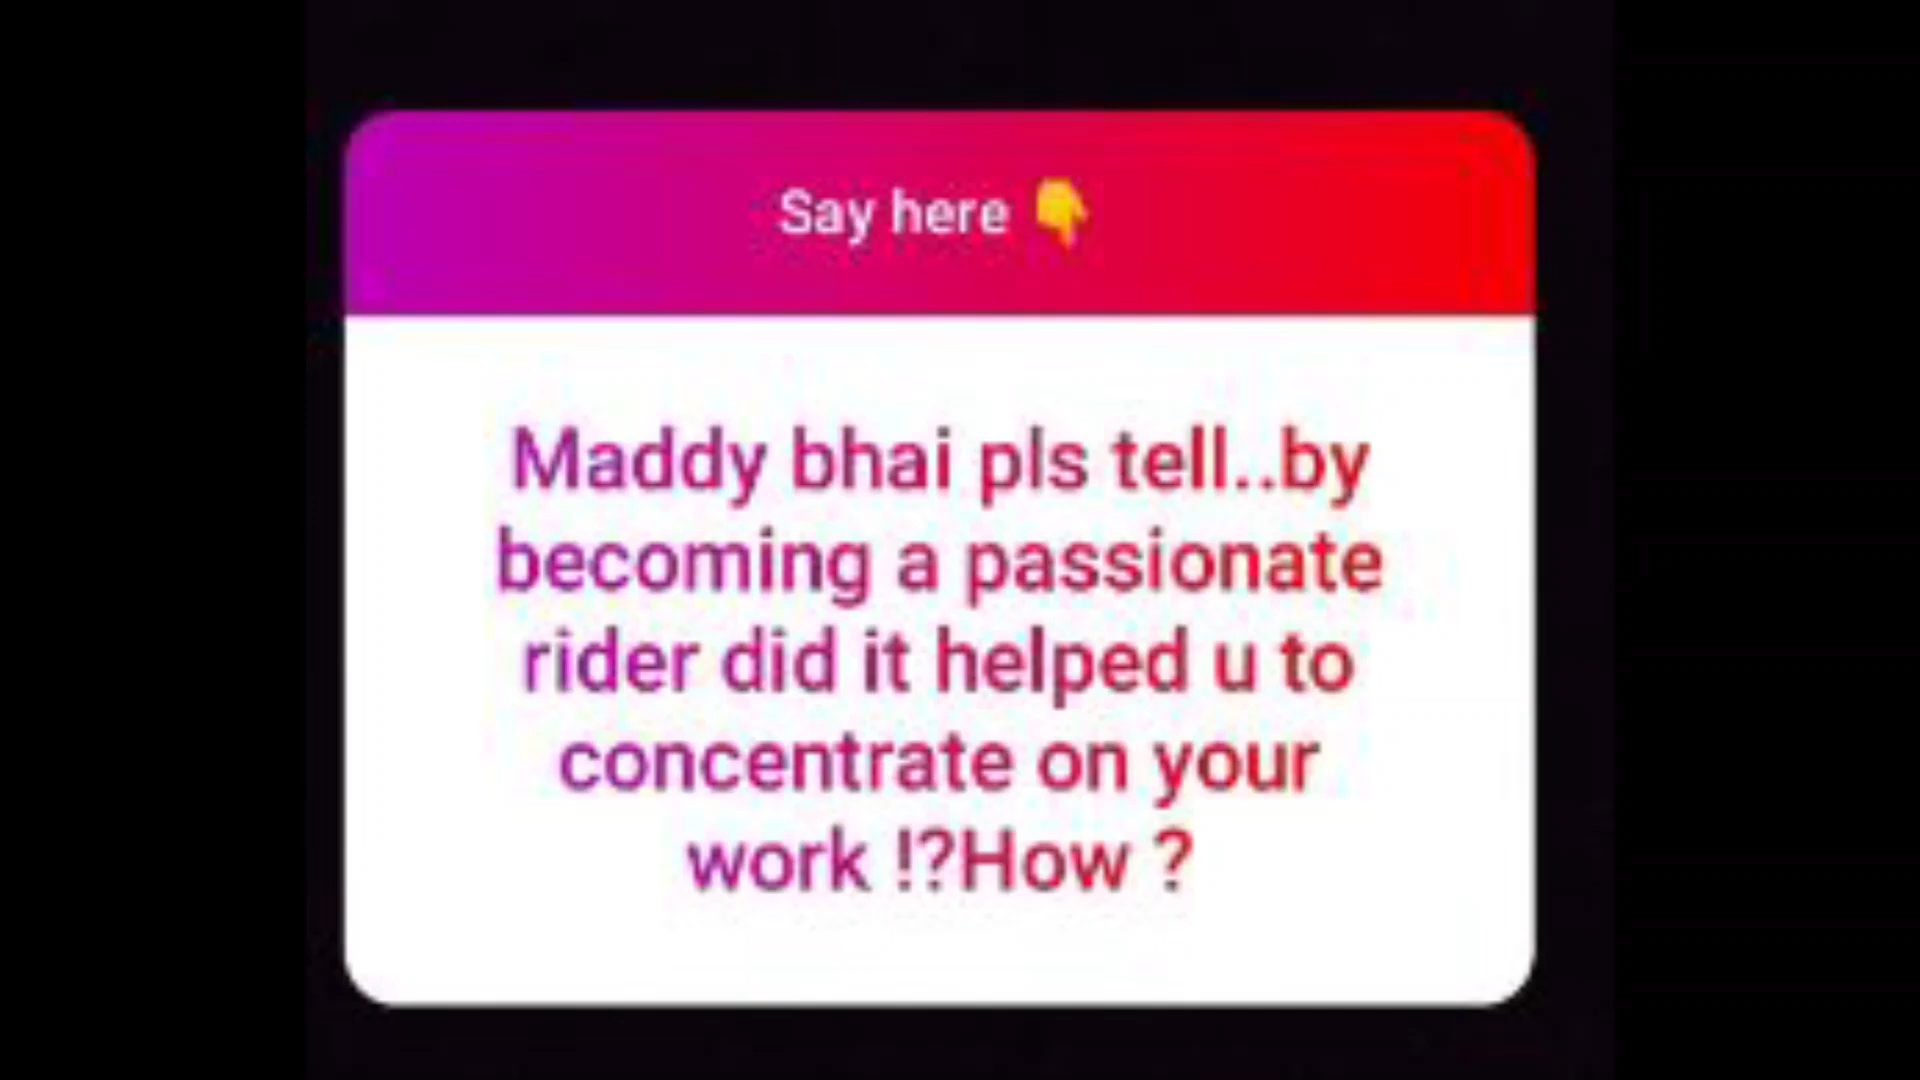 Say here 👇
Maddy bhai pls tell..by
becoming a passionate
rider did it helped u to
concentrate on your
work !?How ?